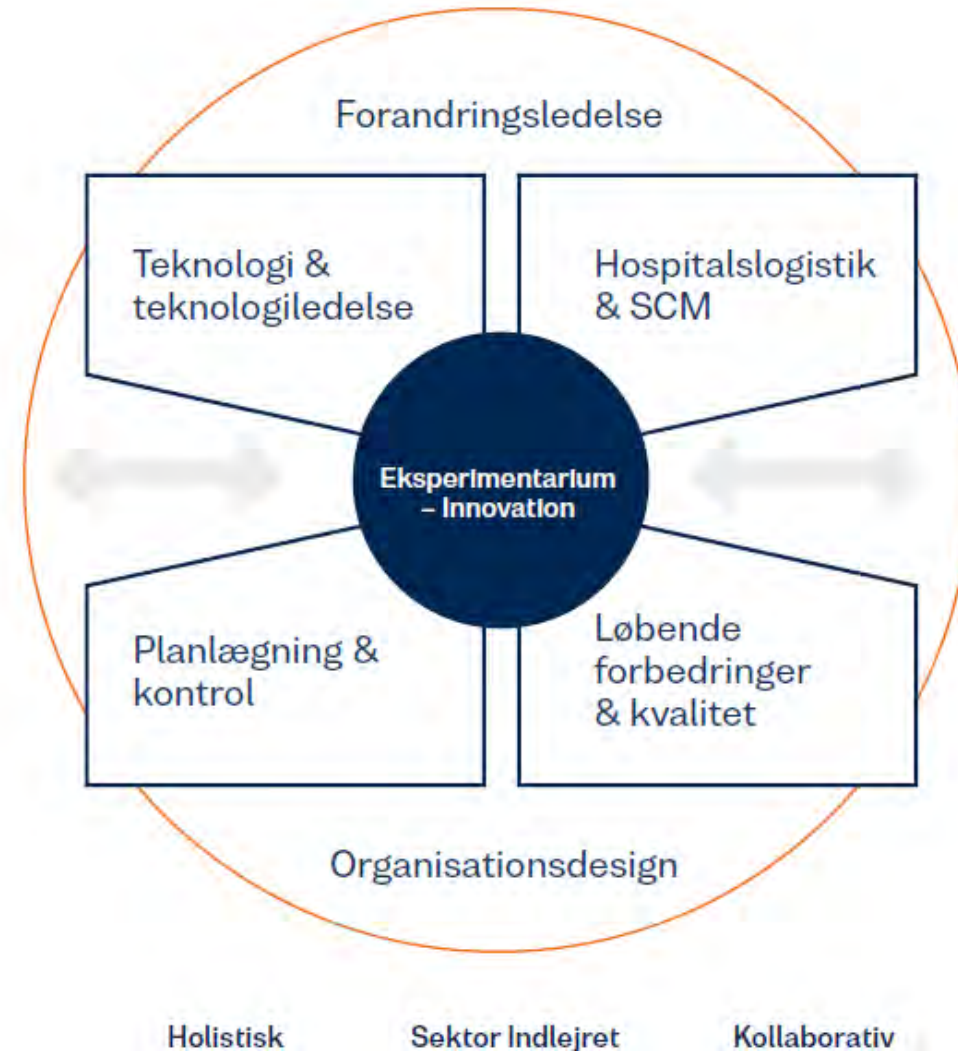 Forandringsledelse
Teknologi &
teknologiledelse
Hospitalslogistik
& SCM
Eksperimentarium
– Innovation
Planlægning &
kontrol
Løbende
forbedringer
& kvalitet
Organisationsdesign
Holistisk
Sektor Indlejret
Kollaborativ